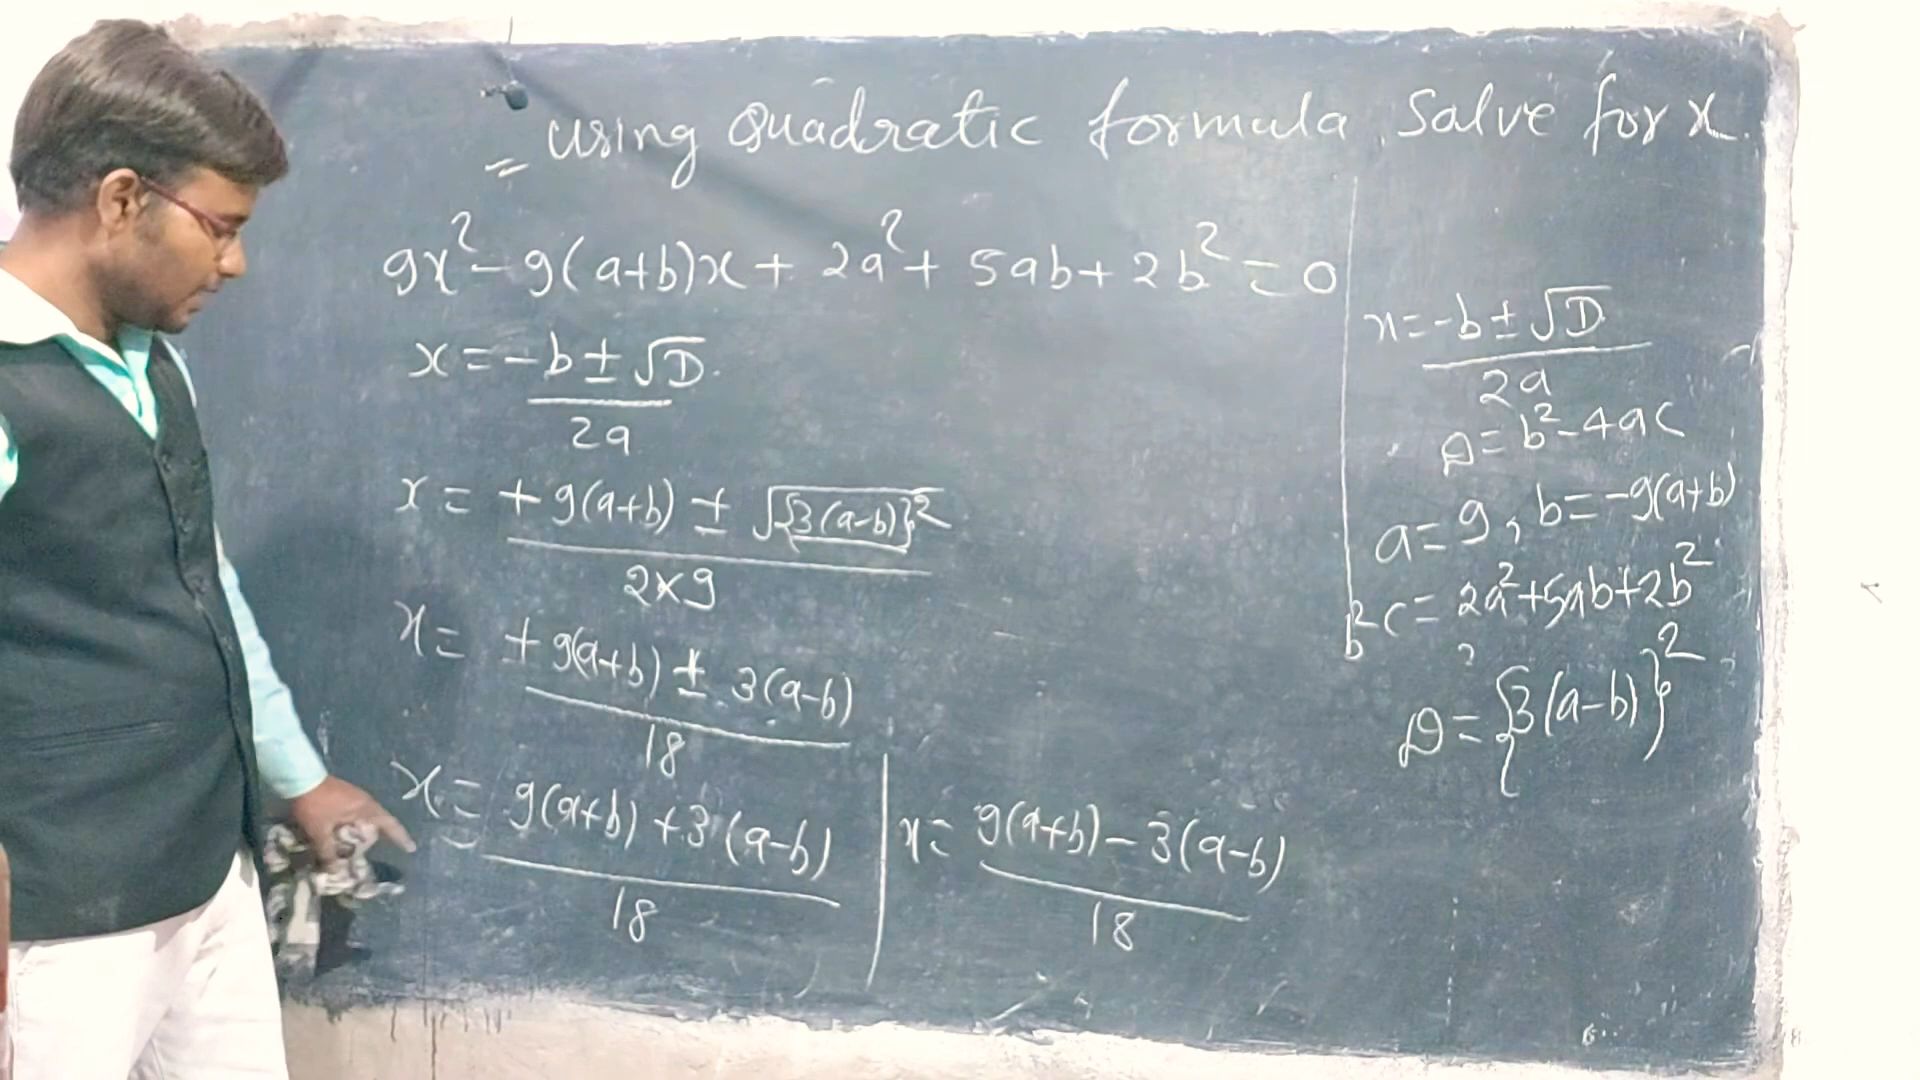 = using quadratic formula, Salve for x.
9x² - 9(a+b)x + 2a² + 5ab + 2b² = 0
x = -b ± √D.
2a
x = + 9(a+b) ± √{3(a-b)}²
2×9
x = ± 9(a+b) ± 3(a-b)
18
x = 9(a+b) + 3(a-b)
18
x = 9(a+b) - 3(a-b)
18
x = -b ± √D
2a
D = b² - 4ac
a = 9, b = -9(a+b)
b² c = 2a² + 5ab + 2b²
D = {3(a-b)}²